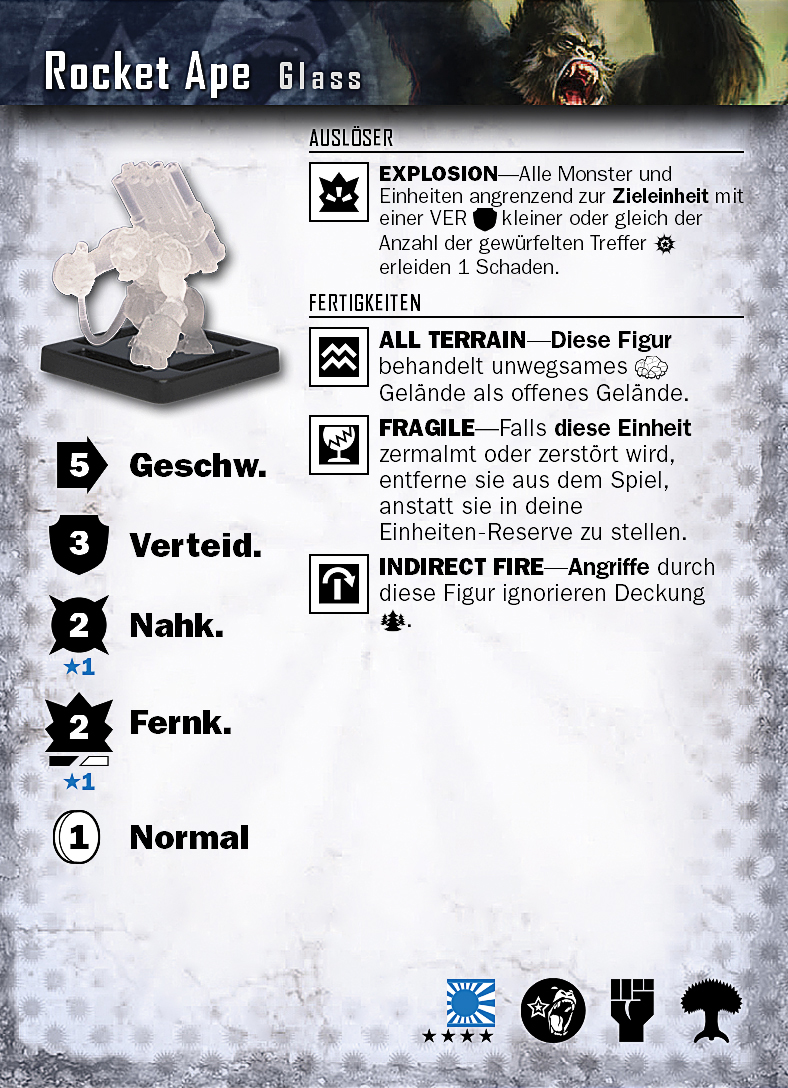 Rocket Ape Glass
AUSLÖSER
EXPLOSION—Alle Monster und
Einheiten angrenzend zur Zieleinheit mit
einer VER kleiner oder gleich der
Anzahl der gewürfelten Treffer
erleiden 1 Schaden.
FERTIGKEITEN
ALL TERRAIN—Diese Figur
behandelt unwegsames
Gelände als offenes Gelände.
FRAGILE—Falls diese Einheit
zermalmt oder zerstört wird,
entferne sie aus dem Spiel,
anstatt sie in deine
Einheiten-Reserve zu stellen.
INDIRECT FIRE—Angriffe durch
diese Figur ignorieren Deckung
.
5 Geschw.
3 Verteid.
2 Nahk.
★1
2 Fernk.
★1
1 Normal